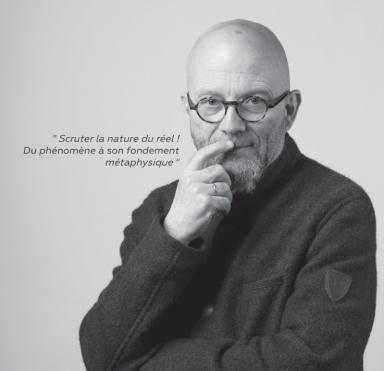 " Scruter la nature du réel !
Du phénomène à son fondement
métaphysique "